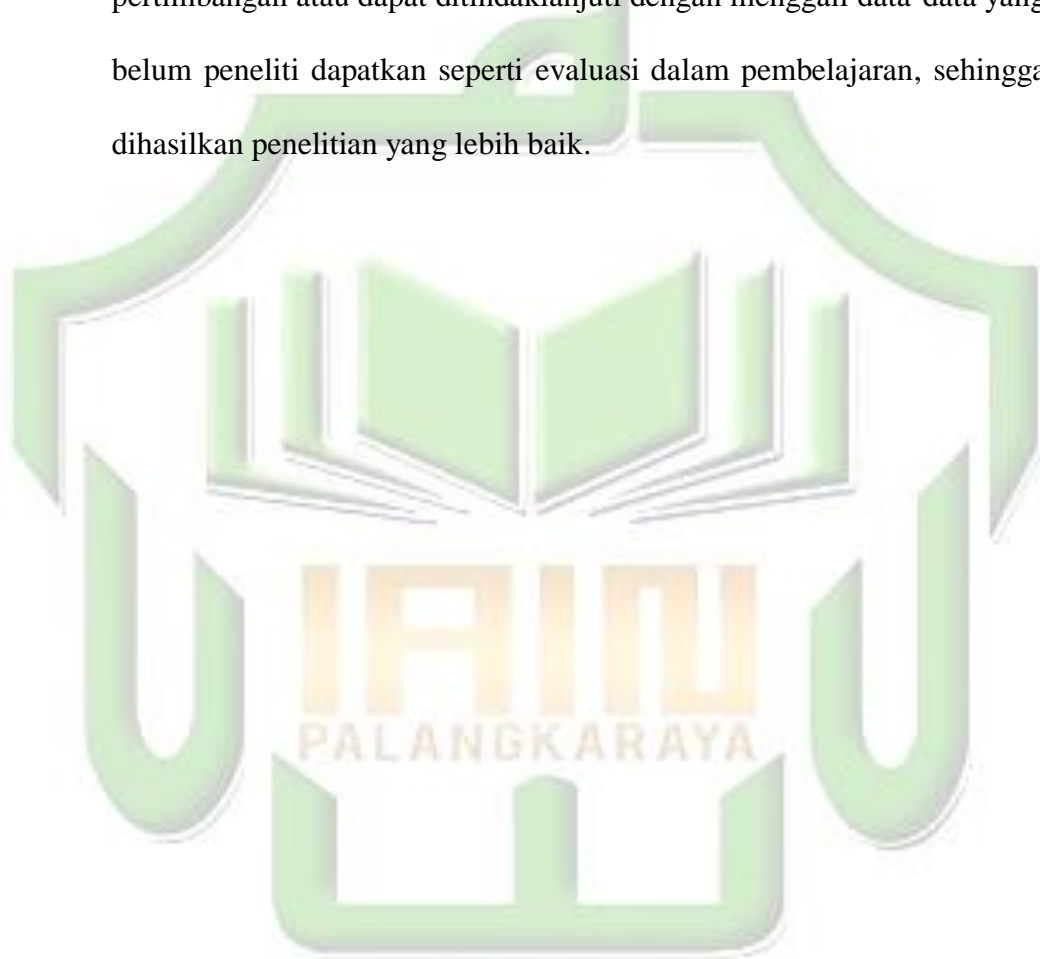 pertimbangan atau dapat ditindaklanjuti dengan menggali data-data yang
belum peneliti dapatkan seperti evaluasi dalam pembelajaran, sehingga
dihasilkan penelitian yang lebih baik.
IAIN
PALANGKARAYA